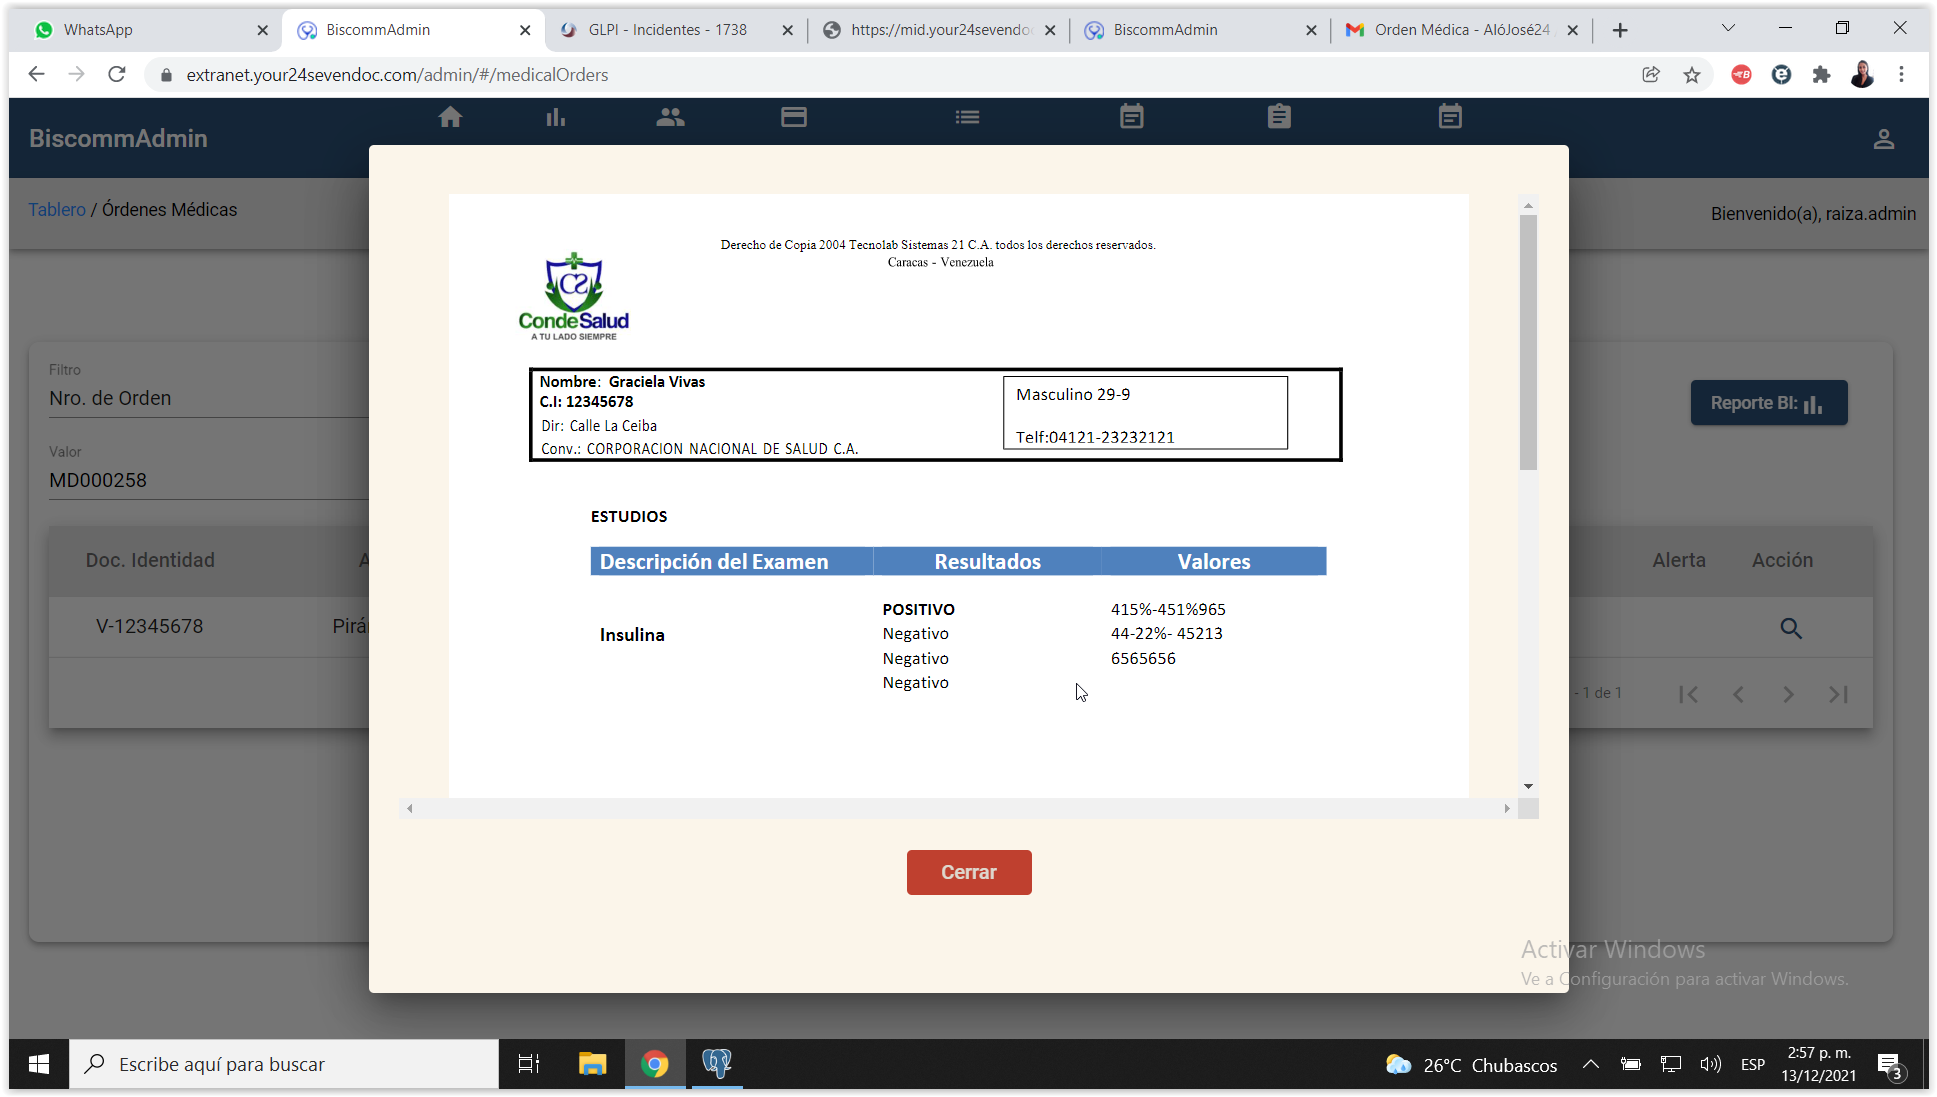 WhatsApp
BiscommAdmin
GLPI - Incidentes - 1738
https://mid.your24sevendo
BiscommAdmin
Orden Médica - AlóJosé24
extranet.your24sevendoc.com/admin/#/medicalOrders
BiscommAdmin
Tablero / Órdenes Médicas
Bienvenido(a), raiza.admin
Derecho de Copia 2004 Tecnolab Sistemas 21 C.A. todos los derechos reservados.
Caracas - Venezuela
CS
CondeSalud
A TU LADO SIEMPRE
Nombre: Graciela Vivas
C.I: 12345678
Dir: Calle La Ceiba
Conv.: CORPORACION NACIONAL DE SALUD C.A.
Masculino 29-9
Telf:04121-23232121
Filtro
Nro. de Orden
Reporte BI:
Valor
MD000258
ESTUDIOS
Descripción del Examen Resultados Valores
Doc. Identidad A Alerta Acción
POSITIVO 415%-451%965
V-12345678 Pirá
Insulina Negativo 44-22%- 45213
Negativo 6565656
Negativo
- 1 de 1
Cerrar
Activar Windows
Ve a Configuración para activar Windows.
Escribe aquí para buscar
26°C Chubascos
ESP
2:57 p. m.
13/12/2021
3